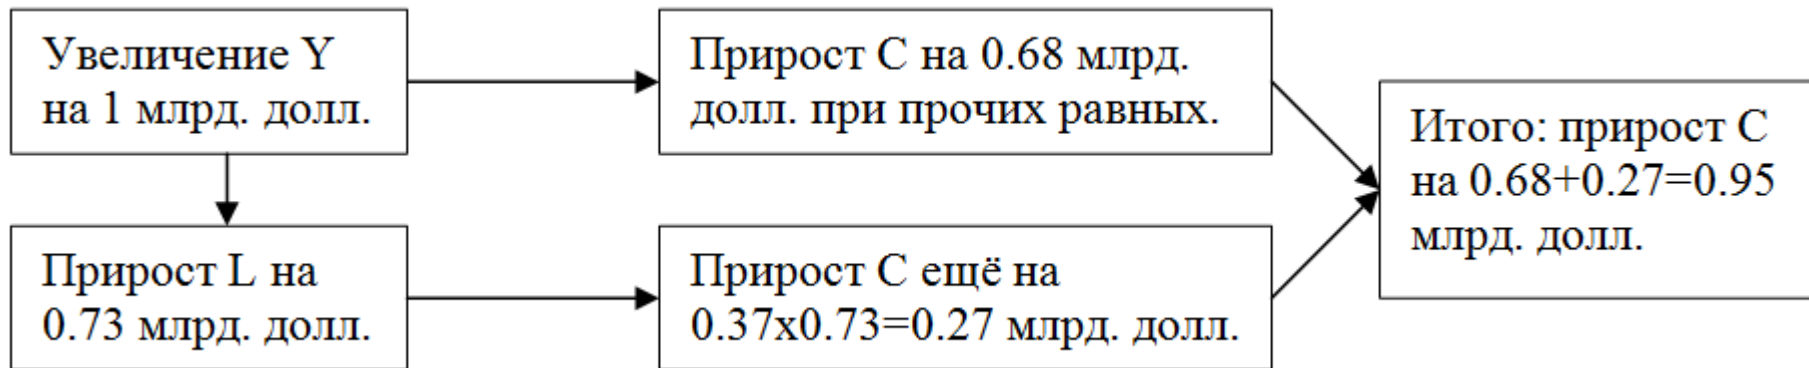 Увеличение Y
на 1 млрд. долл.
Прирост C на 0.68 млрд.
долл. при прочих равных.
Итого: прирост C
на 0.68+0.27=0.95
млрд. долл.
Прирост L на
0.73 млрд. долл.
Прирост C ещё на
0.37x0.73=0.27 млрд. долл.